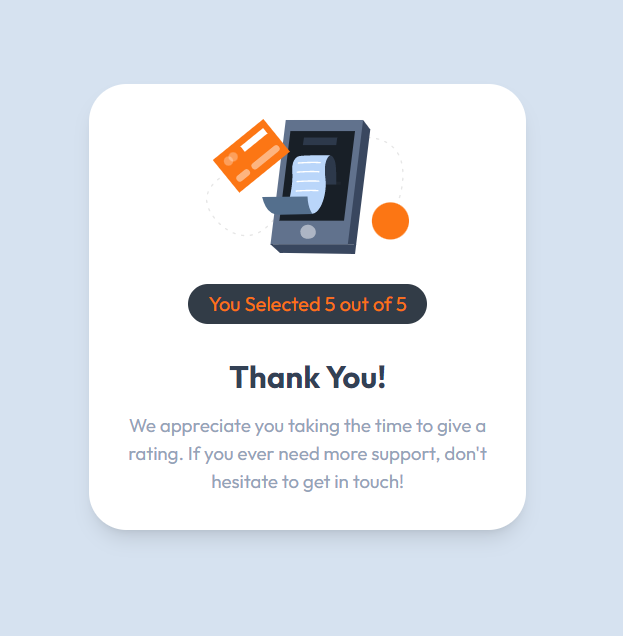 You Selected 5 out of 5
Thank You!
We appreciate you taking the time to give a
rating. If you ever need more support, don't
hesitate to get in touch!